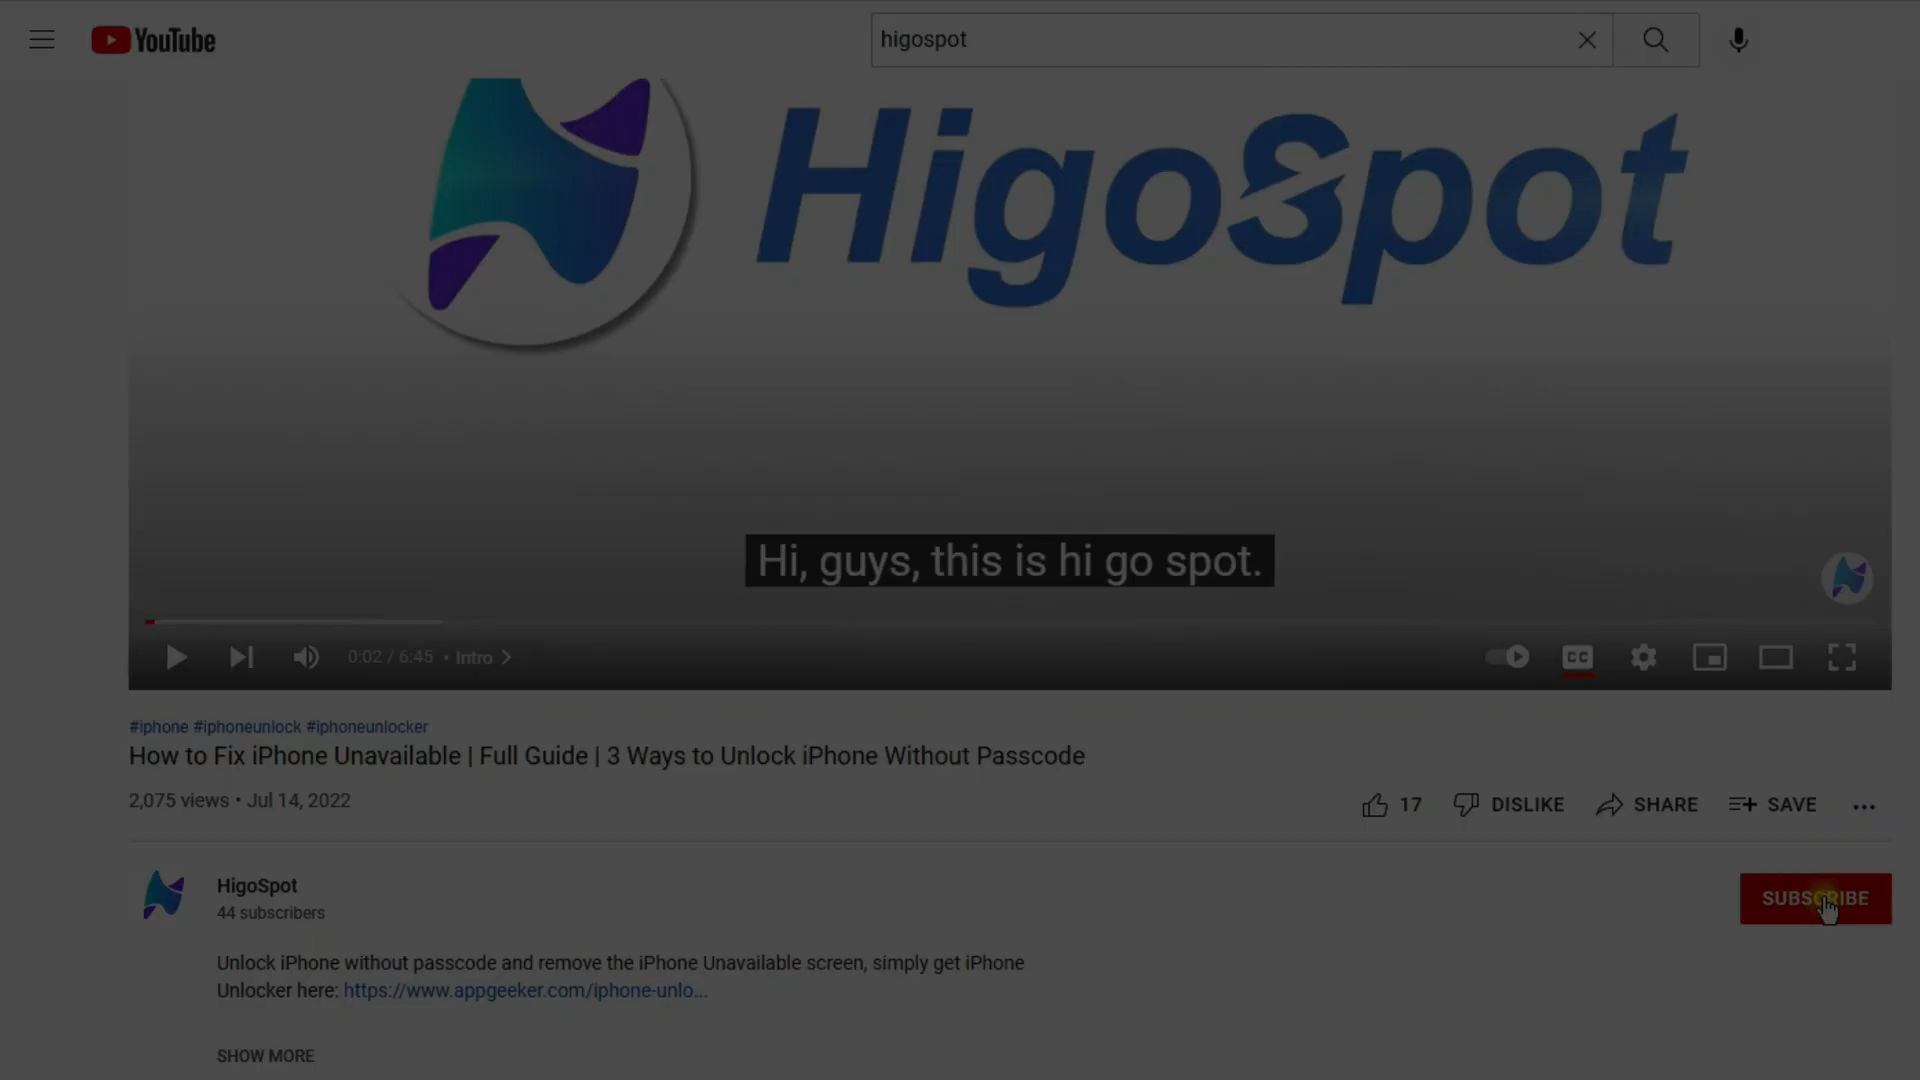 YouTube
higospot
HigoSpot
Hi, guys, this is hi go spot.
0:02 / 6:45 • Intro
CC
#iphone #iphoneunlock #iphoneunlocker
How to Fix iPhone Unavailable | Full Guide | 3 Ways to Unlock iPhone Without Passcode
2,075 views • Jul 14, 2022
17 DISLIKE SHARE SAVE ...
HigoSpot
44 subscribers
SUBSCRIBE
Unlock iPhone without passcode and remove the iPhone Unavailable screen, simply get iPhone
Unlocker here: https://www.appgeeker.com/iphone-unlo...
SHOW MORE